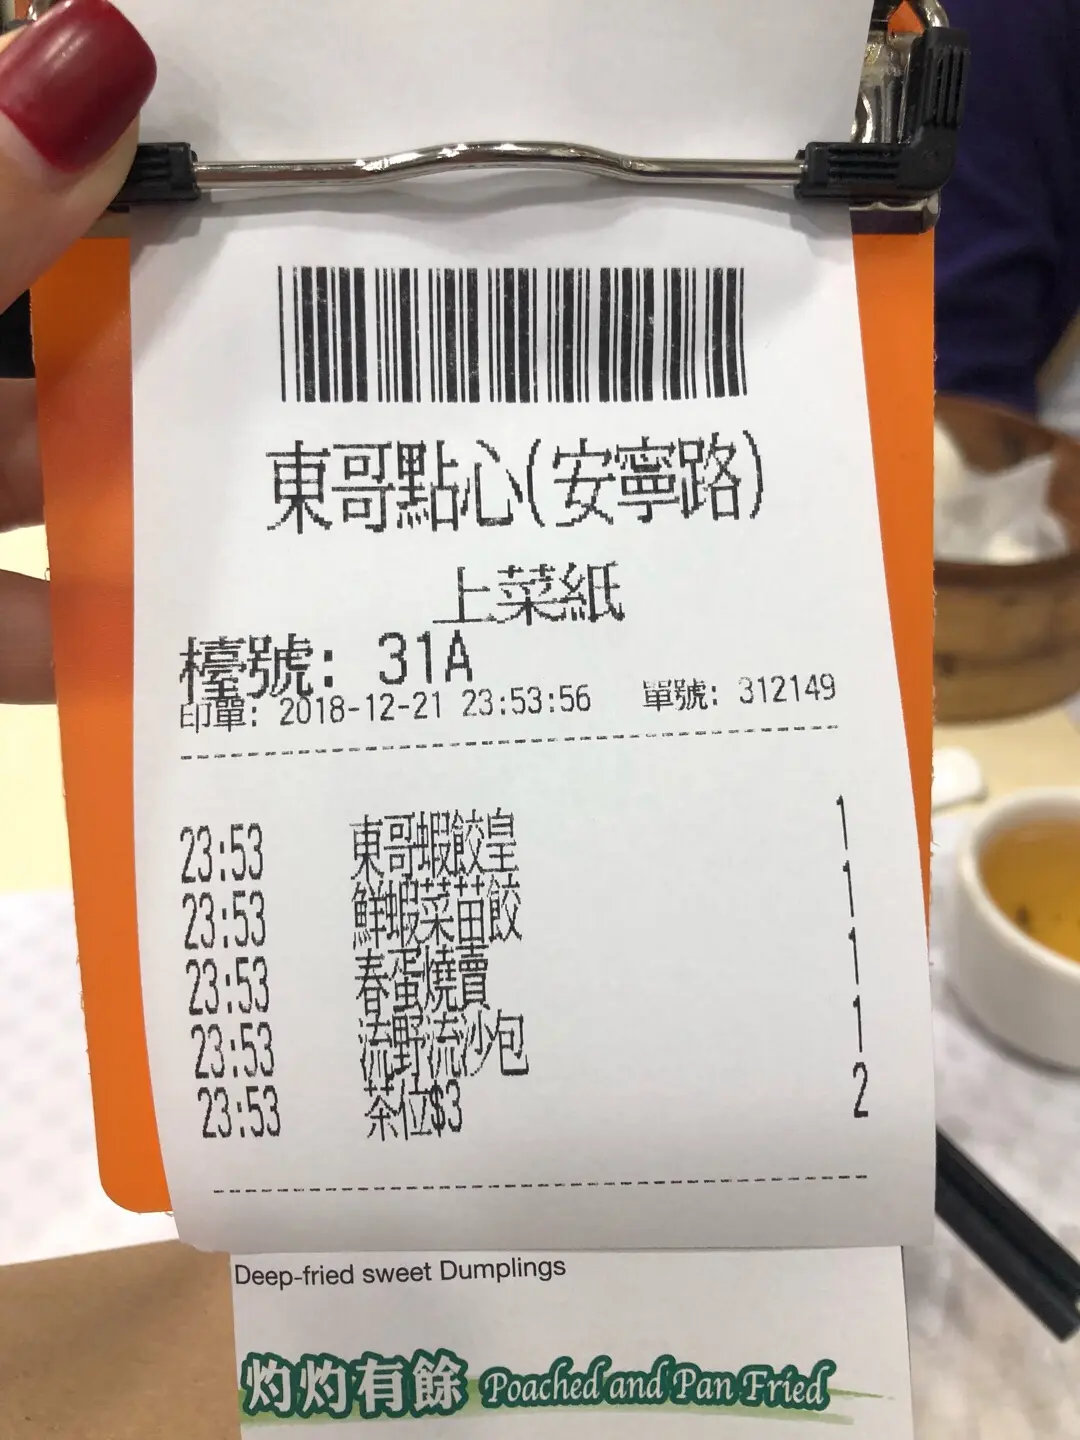 東哥點心(安寧路)
上菜紙
檯號: 31A
印單: 2018-12-21 23:53:56 單號: 312149
23:53 東哥蝦餃皇 1
23:53 鮮蝦菜苗餃 1
23:53 春蛋燒賣 1
23:53 流野流沙包 1
23:53 茶位$3 2
Deep-fried sweet Dumplings
灼灼有餘 Poached and Pan Fried